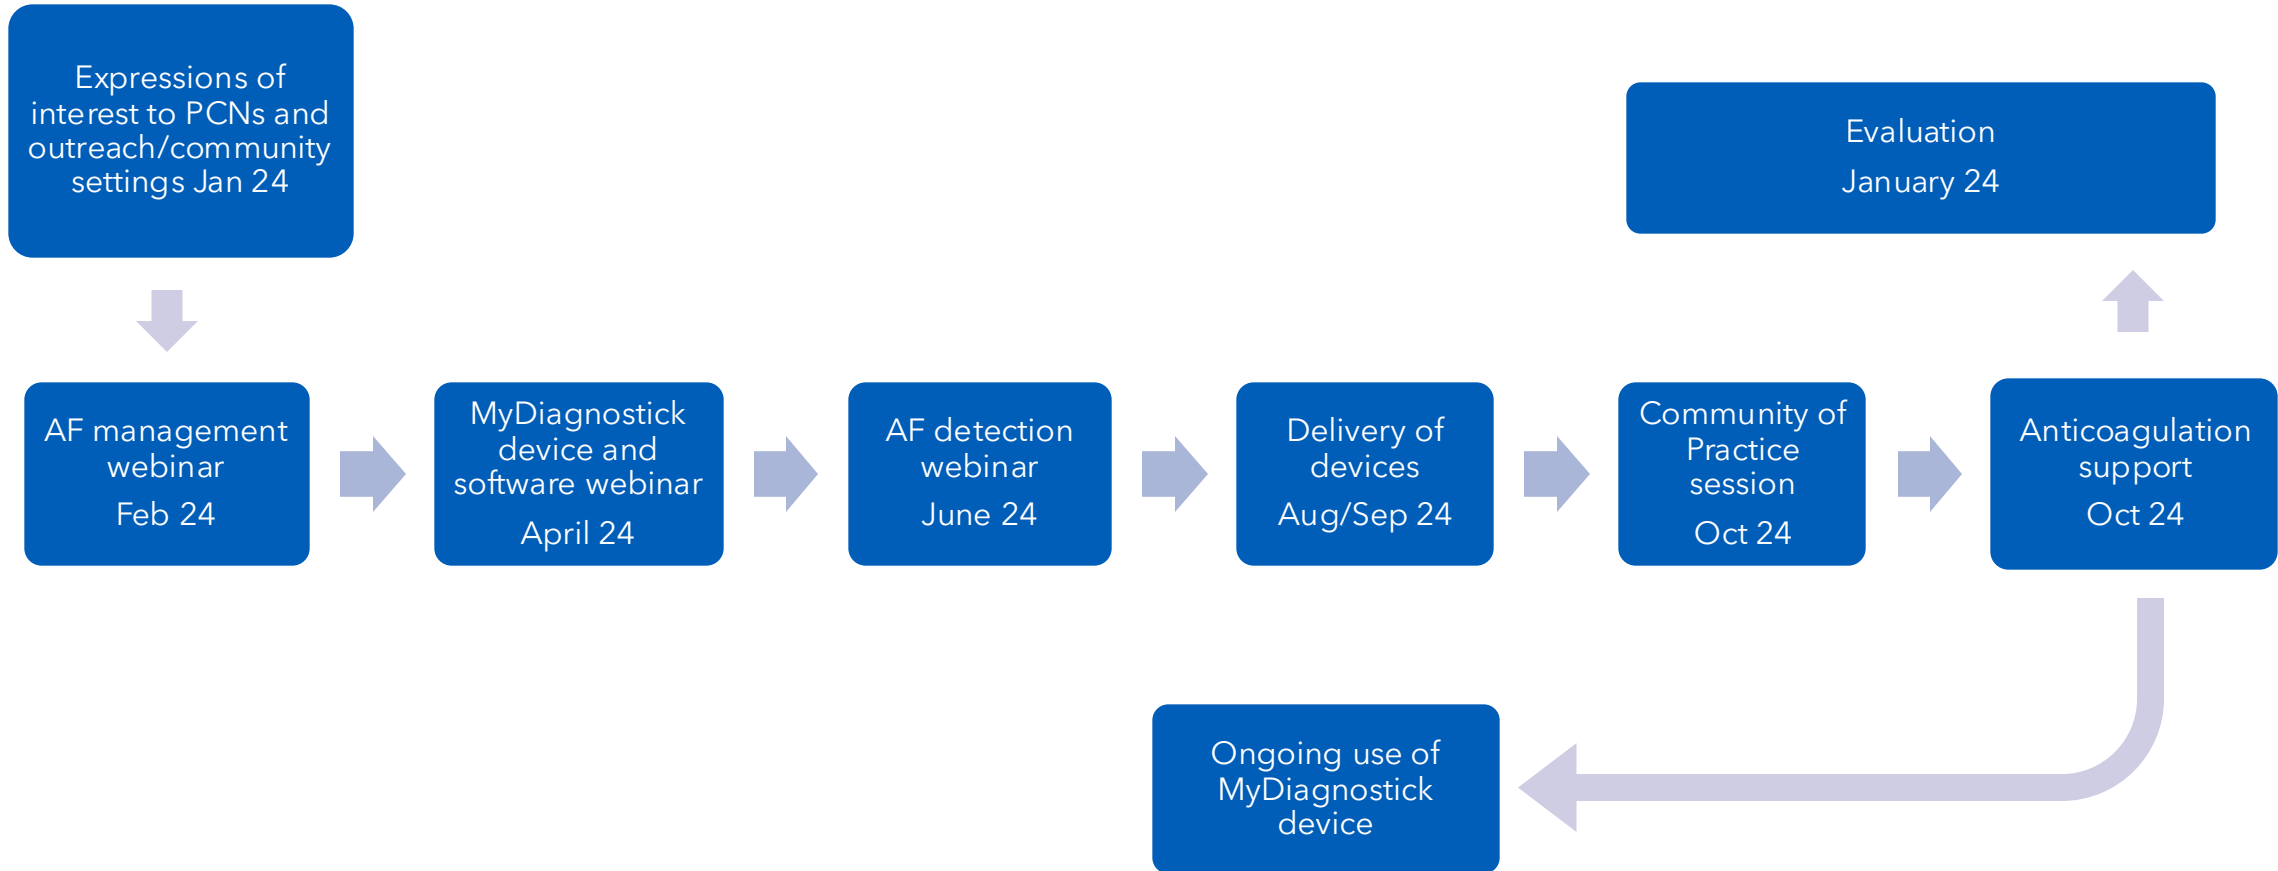 Expressions of
interest to PCNs and
outreach/community
settings Jan 24
Evaluation
January 24
AF management
webinar
Feb 24
MyDiagnostick
device and
software webinar
April 24
AF detection
webinar
June 24
Delivery of
devices
Aug/Sep 24
Community of
Practice
session
Oct 24
Anticoagulation
support
Oct 24
Ongoing use of
MyDiagnostick
device